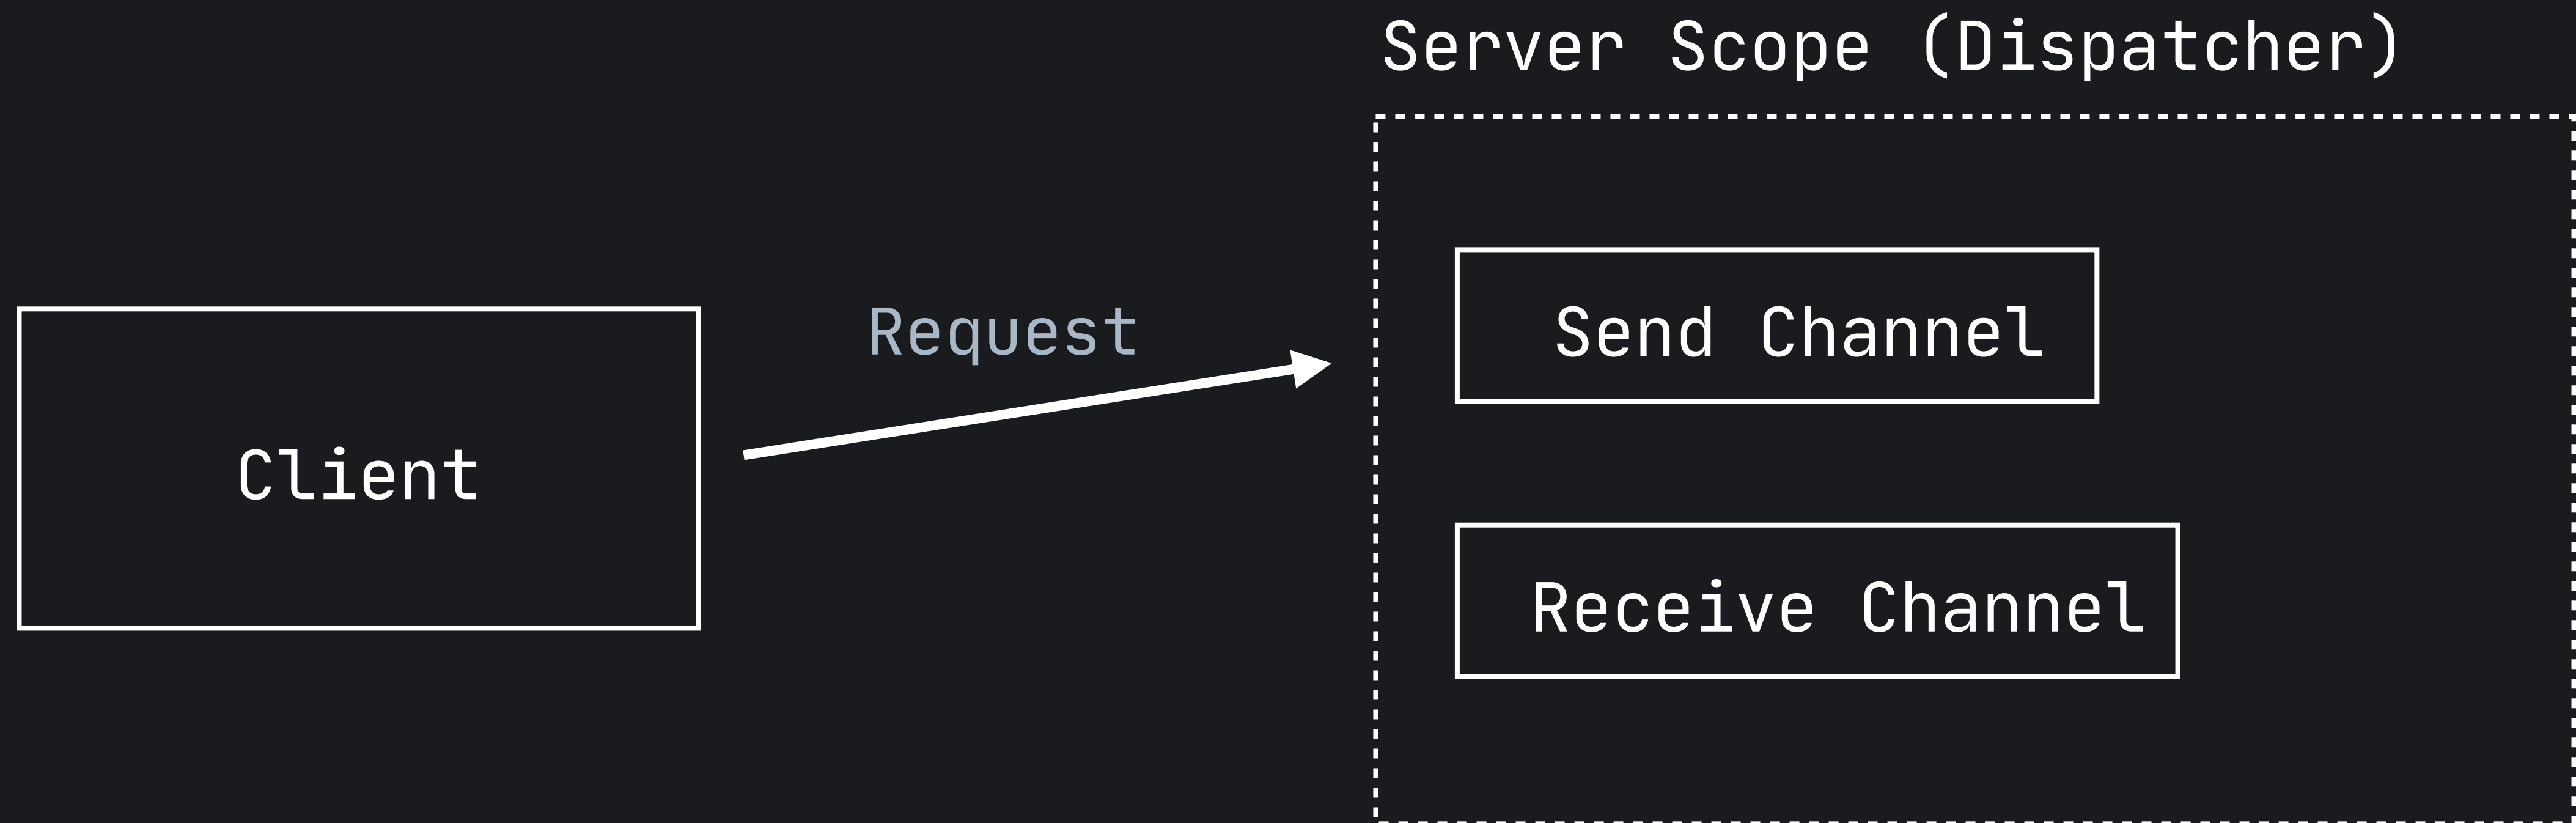 Server Scope (Dispatcher)
Request
Send Channel
Client
Receive Channel